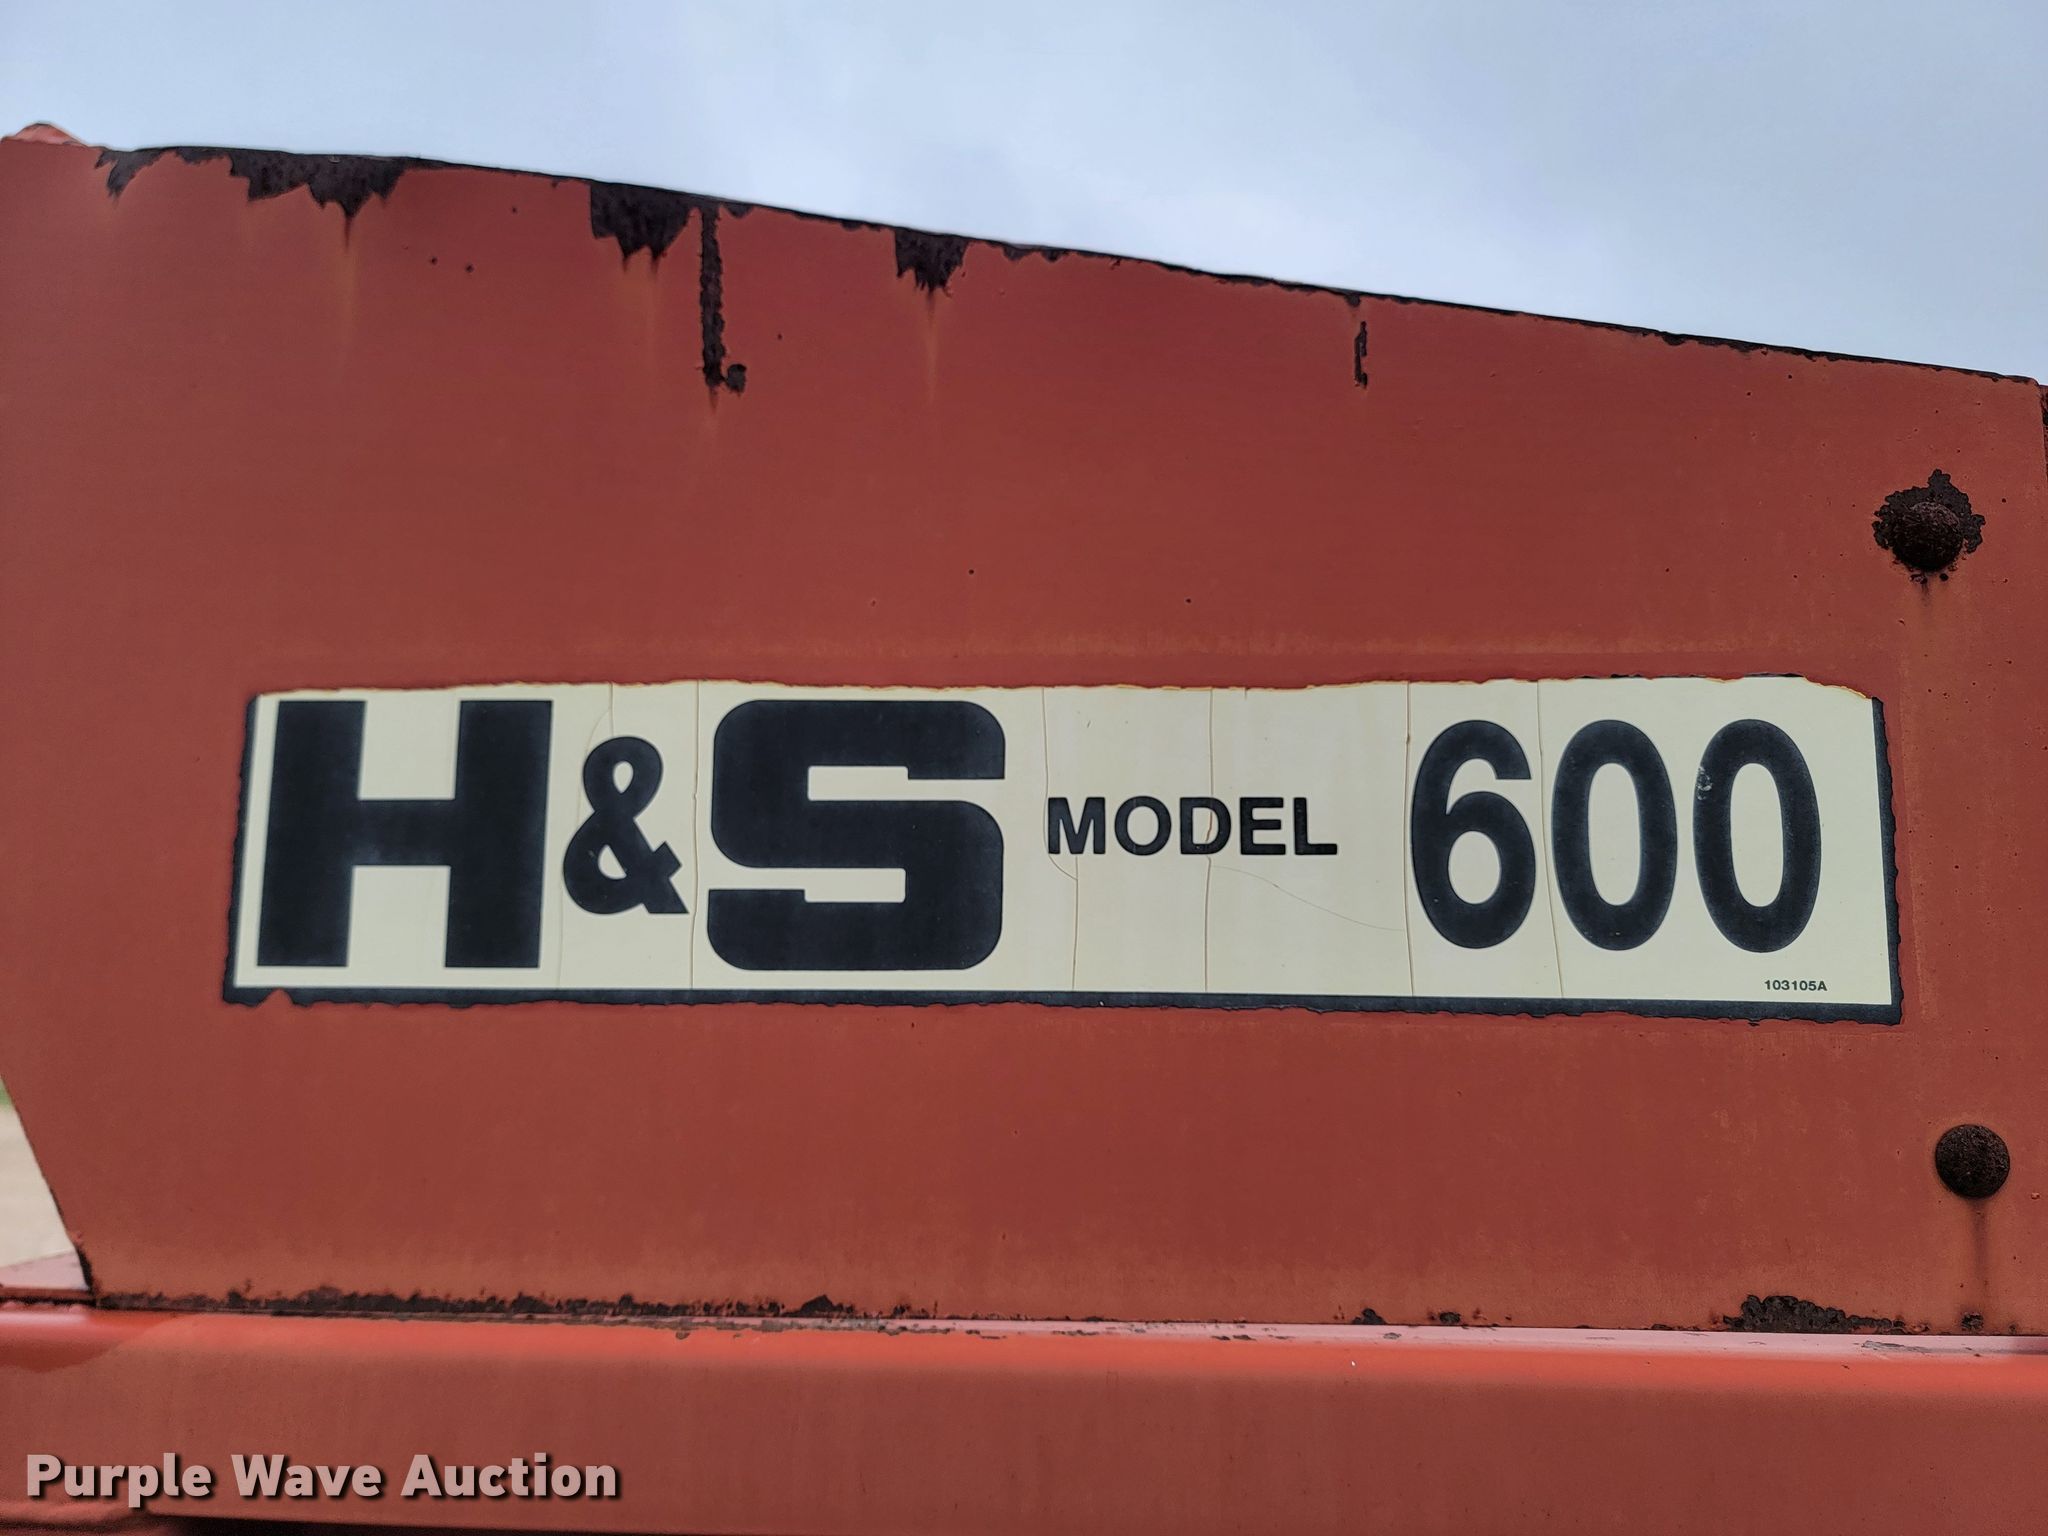 H&S MODEL 600
103105A
Purple Wave Auction